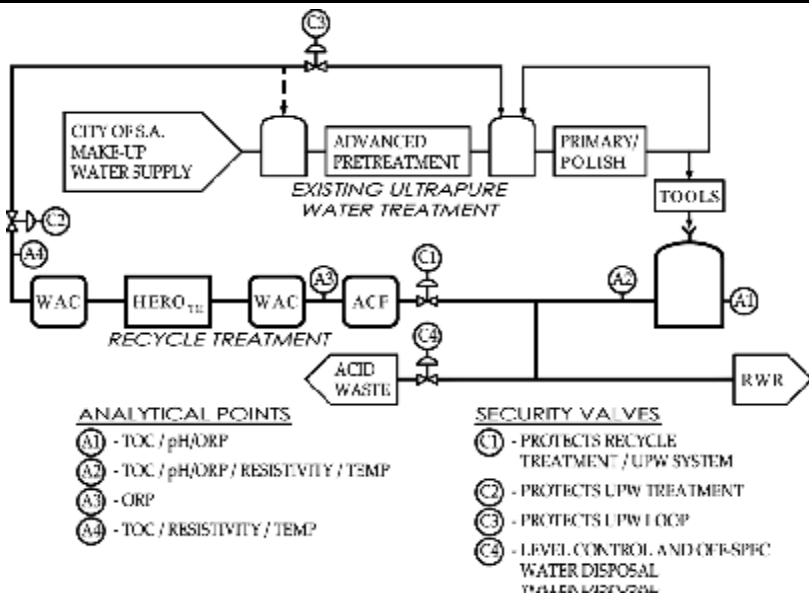 C3
CITY OF S.A.
MAKE-UP
WATER SUPPLY
ADVANCED
PRETREATMENT
PRIMARY/
POLISH
EXISTING ULTRAPURE
WATER TREATMENT
TOOLS
C2
A4
C1
A3
A2
A1
WAC
HERO TM
WAC
ACF
RECYCLE TREATMENT
C4
ACID
WASTE
RWR
ANALYTICAL POINTS
A1 - TOC / pH/ORP
A2 - TOC / pH/ORP / RESISTIVITY / TEMP
A3 - ORP
A4 - TOC / RESISTIVITY / TEMP
SECURITY VALVES
C1 - PROTECTS RECYCLE
TREATMENT / UPW SYSTEM
C2 - PROTECTS UPW TREATMENT
C3 - PROTECTS UPW LOOP
C4 - LEVEL CONTROL AND OFF-SPEC
WATER DISPOSAL